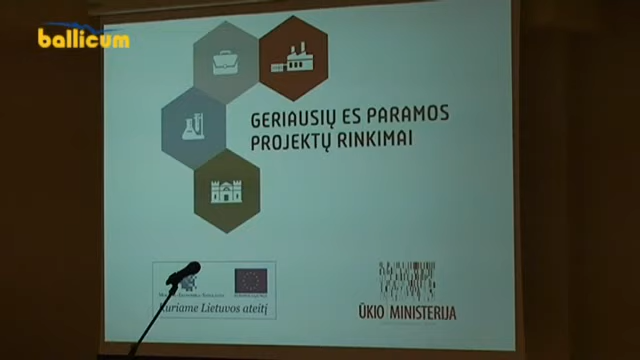 ballicum
GERIAUSIŲ ES PARAMOS
PROJEKTŲ RINKIMAI
Kuriame Lietuvos ateitį
ŪKIO MINISTERIJA